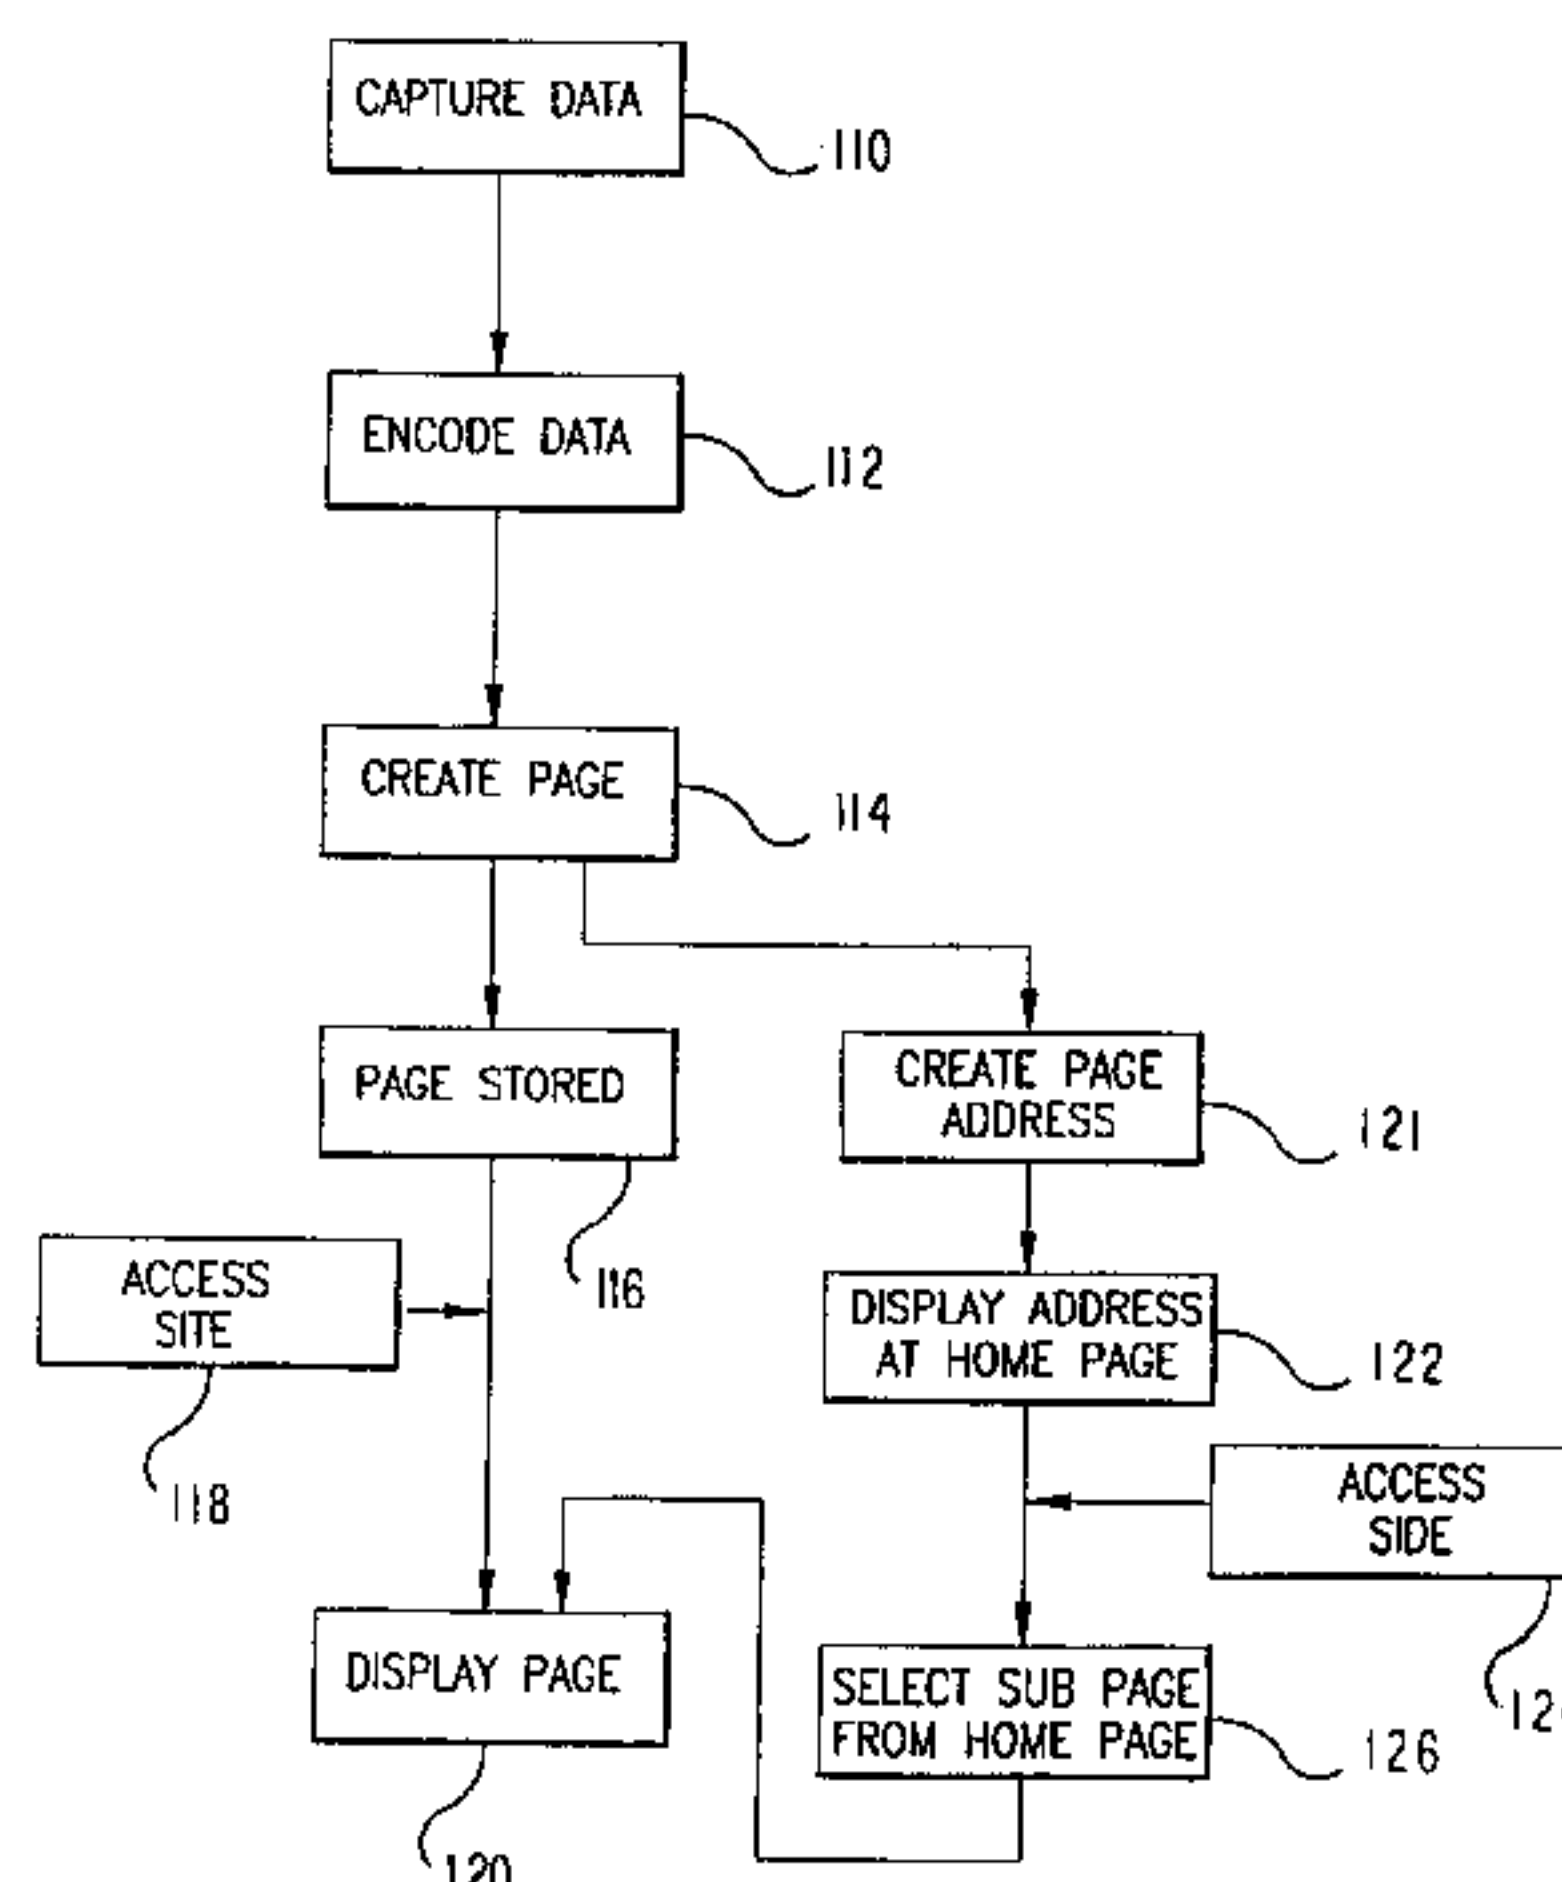 CAPTURE DATA
110
ENCODE DATA
112
CREATE PAGE
114
PAGE STORED
116
CREATE PAGE
ADDRESS
121
ACCESS
SITE
118
DISPLAY ADDRESS
AT HOME PAGE
122
ACCESS
SIDE
DISPLAY PAGE
120
SELECT SUB PAGE
FROM HOME PAGE
126